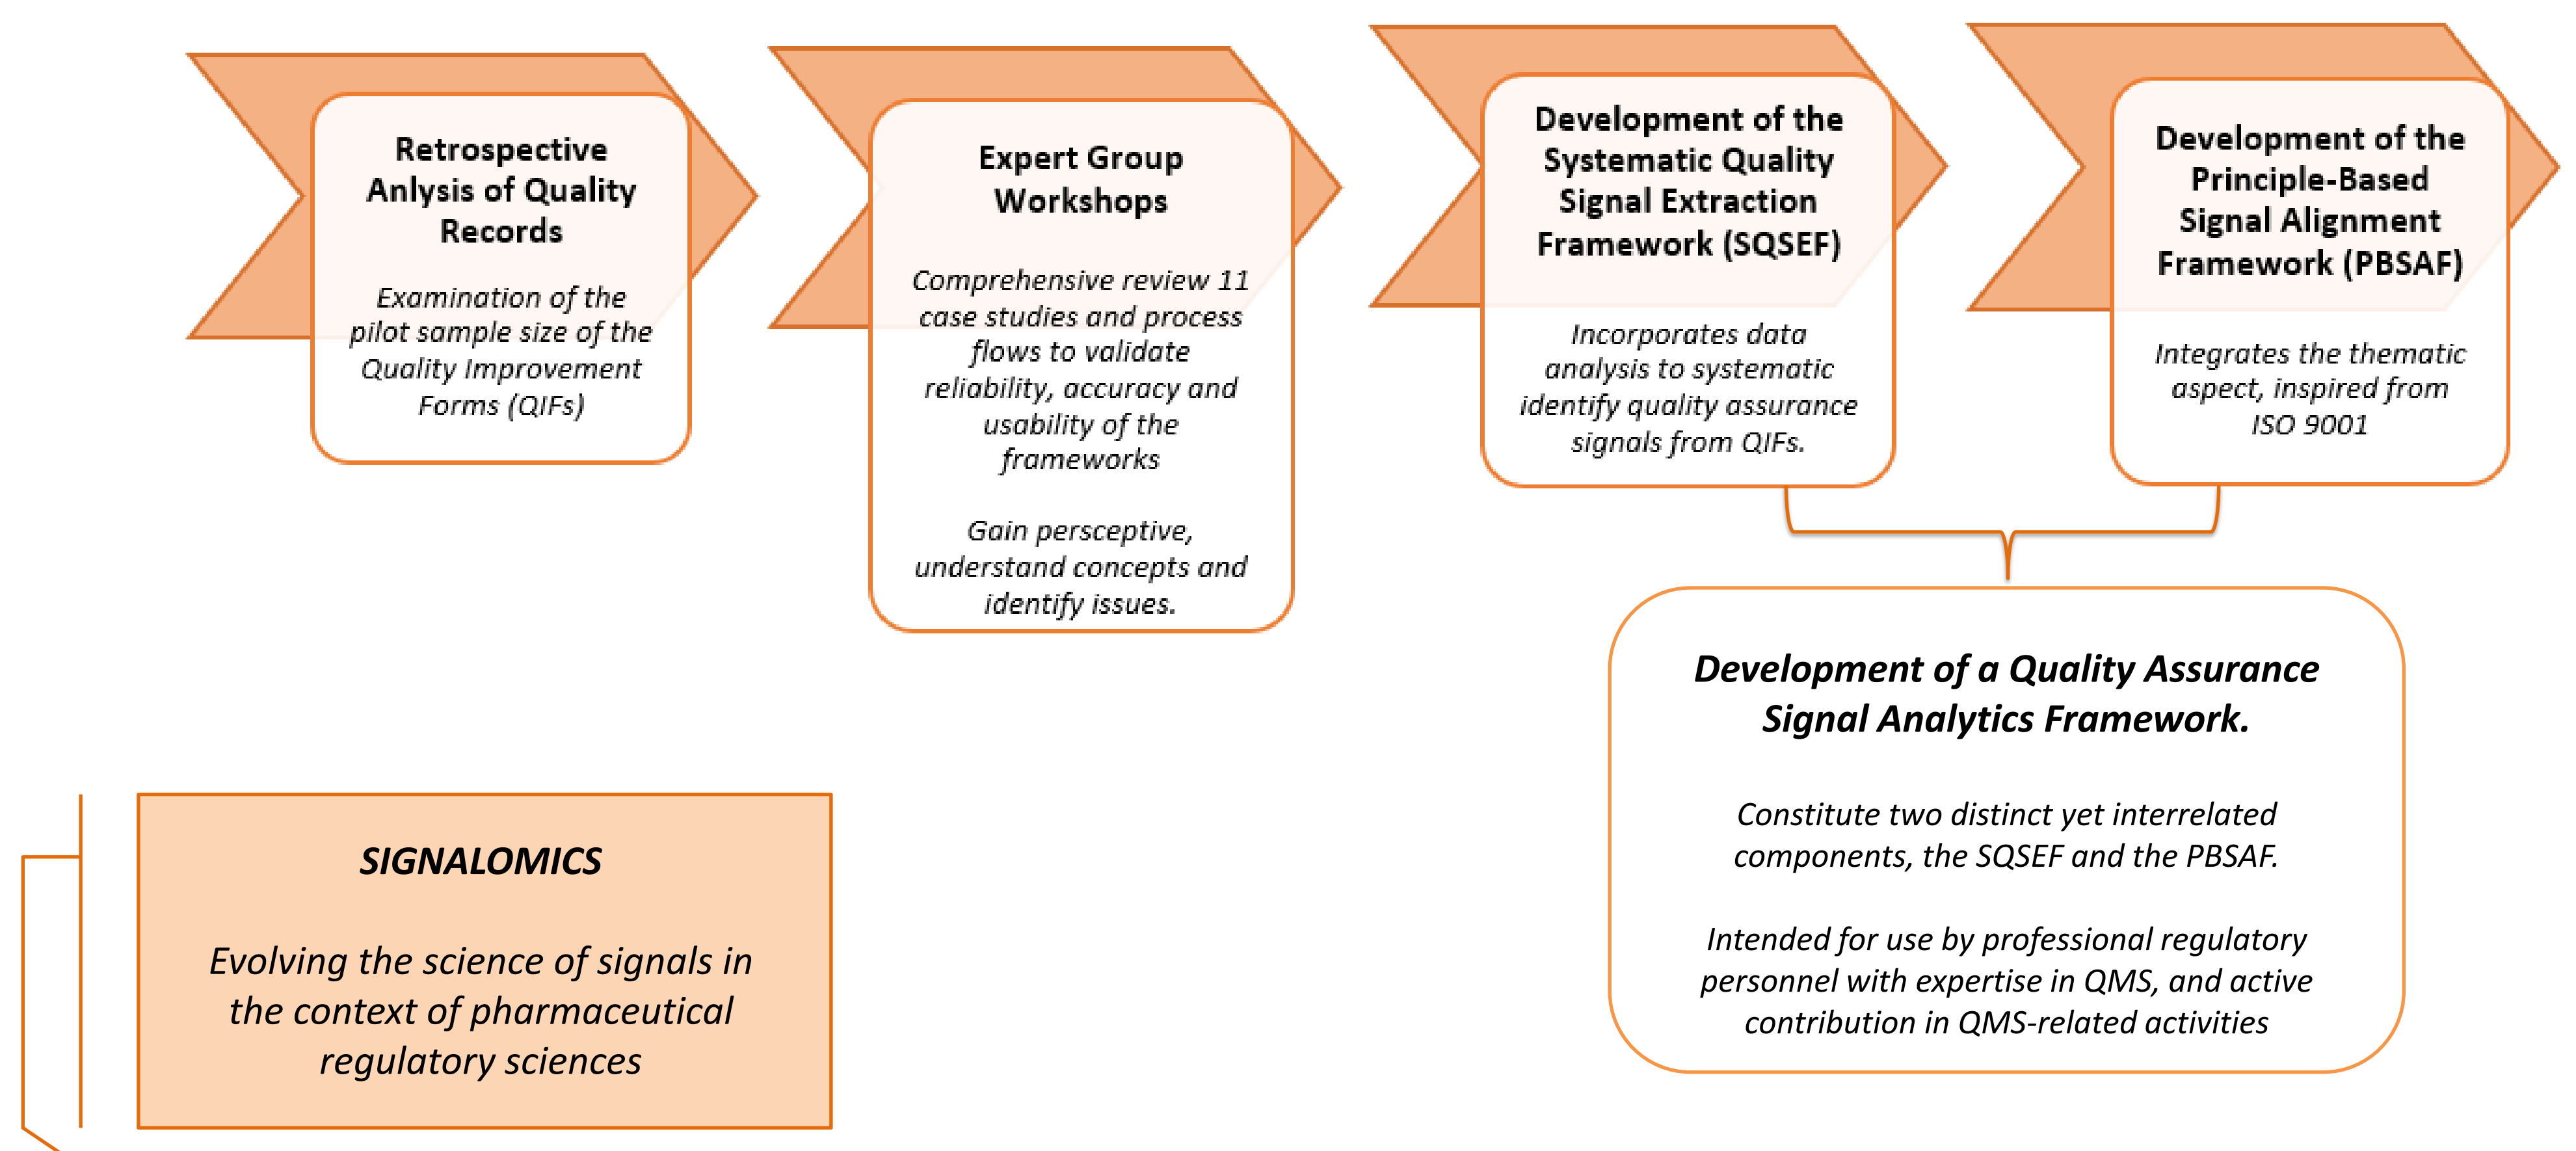 Retrospective
Anlysis of Quality
Records
Examination of the
pilot sample size of the
Quality Improvement
Forms (QIFs)
Expert Group
Workshops
Comprehensive review 11
case studies and process
flows to validate
reliability, accuracy and
usability of the
frameworks
Gain persceptive,
understand concepts and
identify issues.
Development of the
Systematic Quality
Signal Extraction
Framework (SQSEF)
Incorporates data
analysis to systematic
identify quality assurance
signals from QIFs.
Development of the
Principle-Based
Signal Alignment
Framework (PBSAF)
Integrates the thematic
aspect, inspired from
ISO 9001
Development of a Quality Assurance
Signal Analytics Framework.
Constitute two distinct yet interrelated
components, the SQSEF and the PBSAF.
Intended for use by professional regulatory
personnel with expertise in QMS, and active
contribution in QMS-related activities
SIGNALOMICS
Evolving the science of signals in
the context of pharmaceutical
regulatory sciences